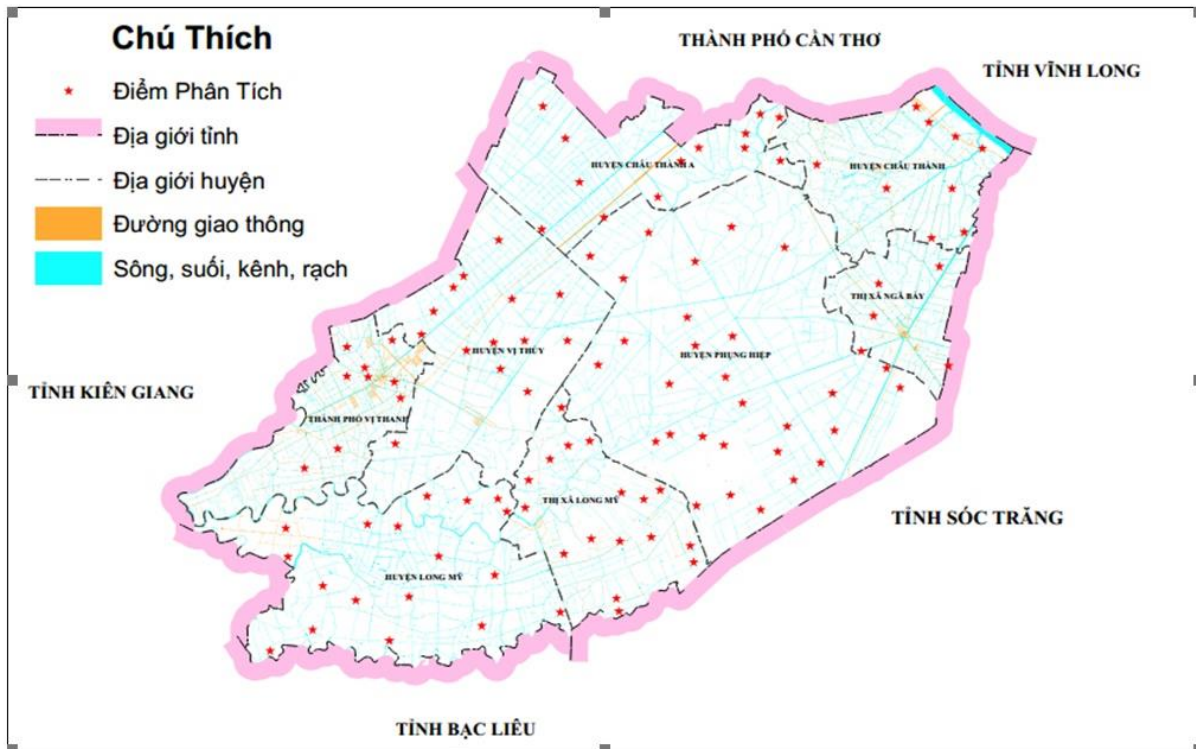 Chú Thích
Điểm Phân Tích
Địa giới tỉnh
Địa giới huyện
Đường giao thông
Sông, suối, kênh, rạch
THÀNH PHỐ CẦN THƠ
TỈNH VĨNH LONG
HUYỆN CHÂU THÀNH A
HUYỆN CHÂU THÀNH
THỊ XÃ NGÃ BẢY
HUYỆN VỊ THỦY
HUYỆN PHỤNG HIỆP
TỈNH KIÊN GIANG
THÀNH PHỐ VỊ THANH
THỊ XÃ LONG MỸ
TỈNH SÓC TRĂNG
HUYỆN LONG MỸ
TỈNH BẠC LIÊU